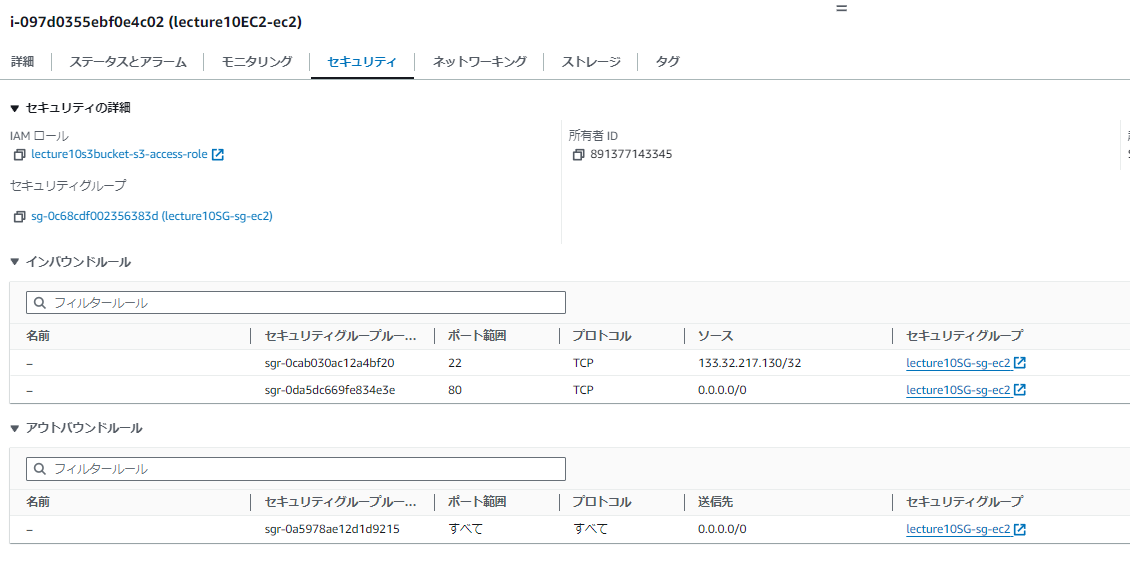 i-097d0355ebf0e4c02 (lecture10EC2-ec2)
詳細 ステータスとアラーム モニタリング セキュリティ ネットワーキング ストレージ タグ
▼ セキュリティの詳細
IAM ロール 所有者 ID
lecture10s3bucket-s3-access-role 891377143345
セキュリティグループ
sg-0c68cdf002356383d (lecture10SG-sg-ec2)
▼ インバウンドルール
フィルタールール
名前 セキュリティグループルー... ポート範囲 プロトコル ソース セキュリティグループ
– sgr-0cab030ac12a4bf20 22 TCP 133.32.217.130/32 lecture10SG-sg-ec2
– sgr-0da5dc669fe834e3e 80 TCP 0.0.0.0/0 lecture10SG-sg-ec2
▼ アウトバウンドルール
フィルタールール
名前 セキュリティグループルー... ポート範囲 プロトコル 送信先 セキュリティグループ
– sgr-0a5978ae12d1d9215 すべて すべて 0.0.0.0/0 lecture10SG-sg-ec2